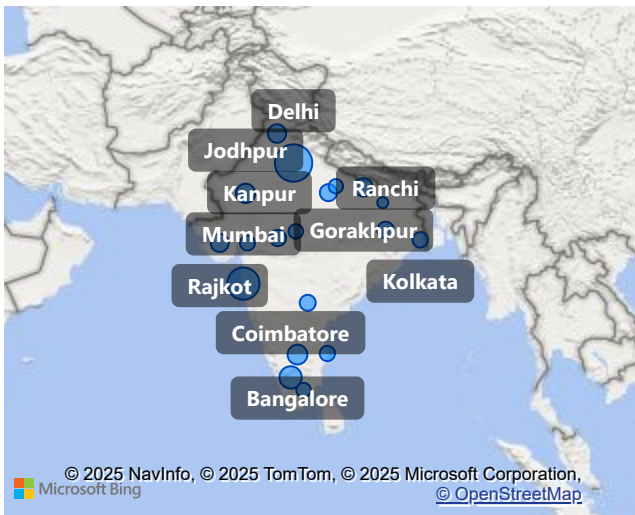 Delhi
Jodhpur
Kanpur
Ranchi
Mumbai
Gorakhpur
Rajkot
Kolkata
Coimbatore
Bangalore
© 2025 NavInfo, © 2025 TomTom, © 2025 Microsoft Corporation,
Microsoft Bing
© OpenStreetMap